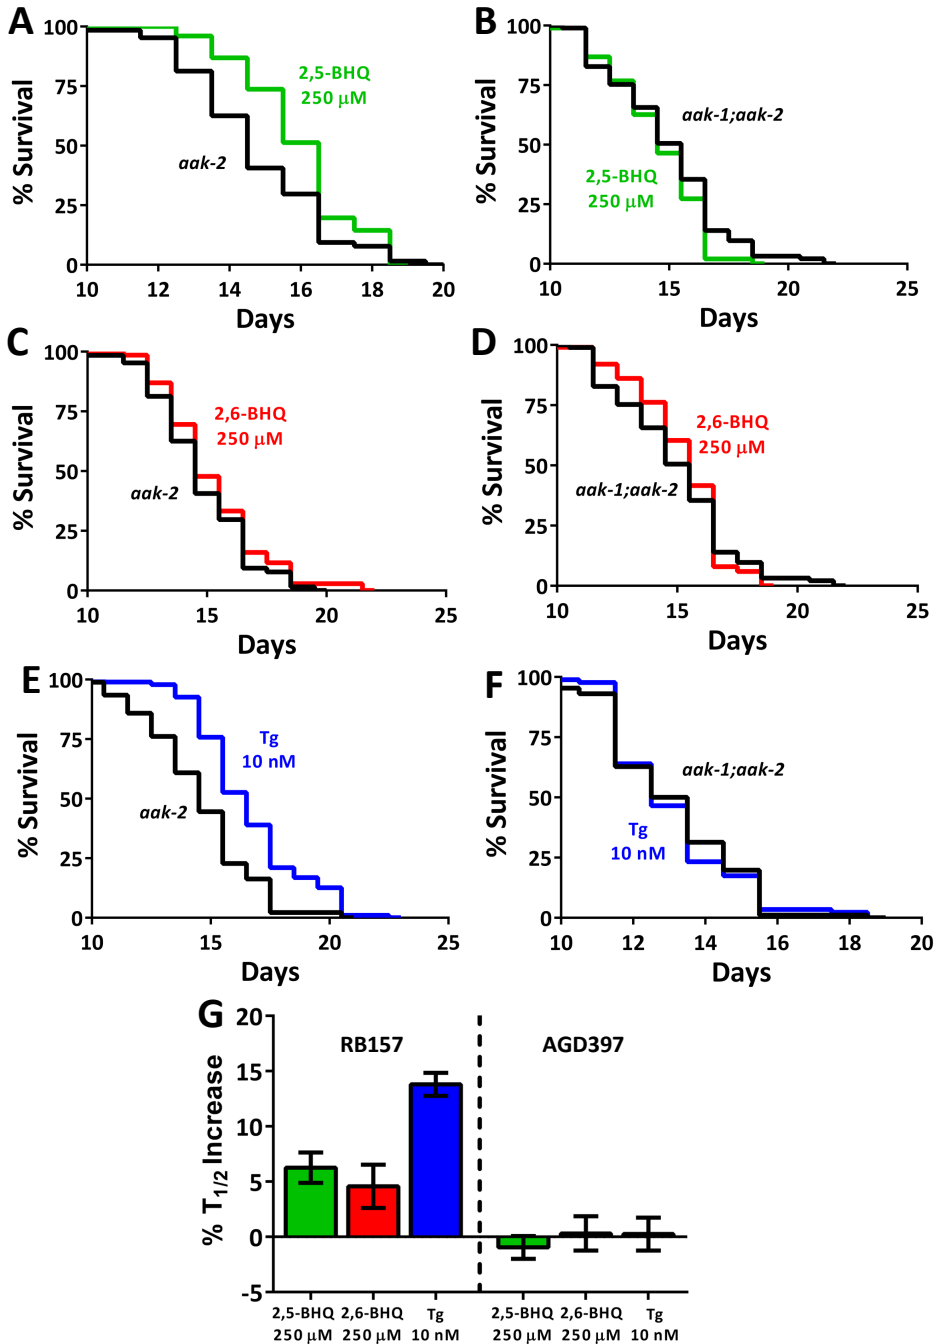 A
% Survival
100
75
50
25
0
2,5-BHQ
250 μM
aak-2
10 12 14 16 18 20
Days
B
% Survival
100
75
50
25
0
aak-1;aak-2
2,5-BHQ
250 μM
10 15 20 25
Days
C
% Survival
100
75
50
25
0
2,6-BHQ
250 μM
aak-2
10 15 20 25
Days
D
% Survival
100
75
50
25
0
2,6-BHQ
250 μM
aak-1;aak-2
10 15 20 25
Days
E
% Survival
100
75
50
25
0
Tg
10 nM
aak-2
10 15 20 25
Days
F
% Survival
100
75
50
25
0
aak-1;aak-2
Tg
10 nM
10 12 14 16 18 20
Days
G
% T1/2 Increase
20
15
10
5
0
-5
RB157
AGD397
2,5-BHQ 2,6-BHQ Tg 2,5-BHQ 2,6-BHQ Tg
250 μM 250 μM 10 nM 250 μM 250 μM 10 nM